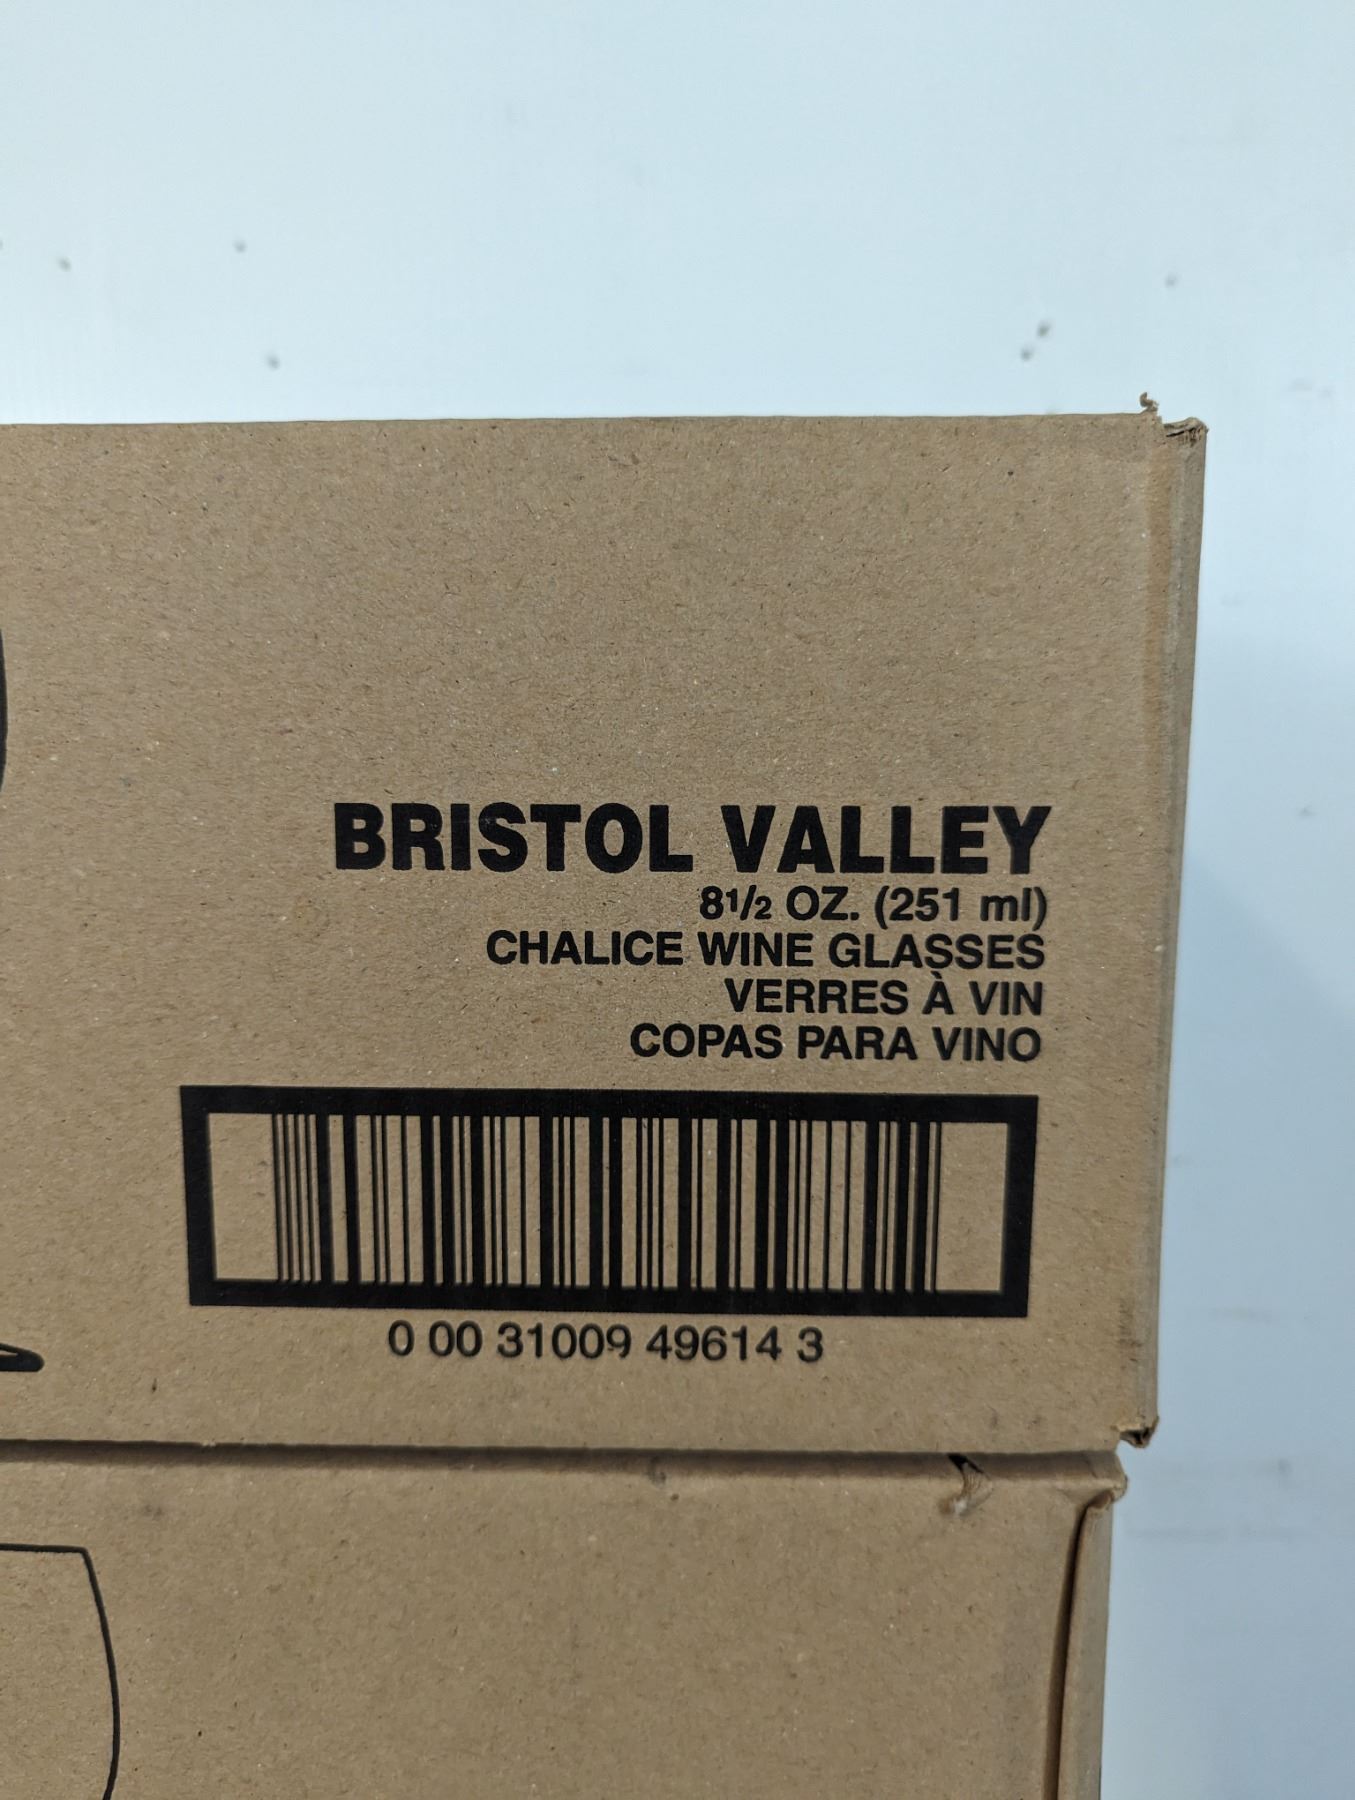 BRISTOL VALLEY
8½ OZ. (251 ml)
CHALICE WINE GLASSES
VERRES À VIN
COPAS PARA VINO
0 00 31009 49614 3